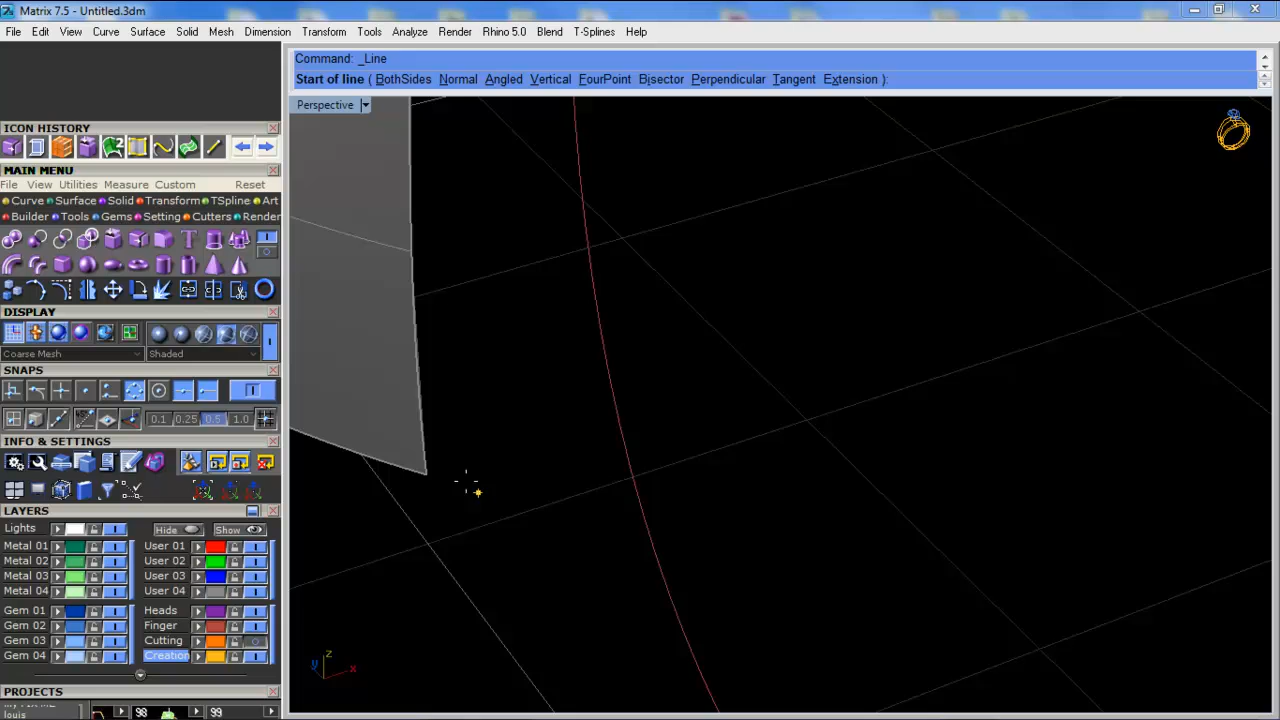 Matrix 7.5 - Untitled.3dm
File Edit View Curve Surface Solid Mesh Dimension Transform Tools Analyze Render Rhino 5.0 Blend T-Splines Help
Command: _Line
Start of line ( BothSides Normal Angled Vertical FourPoint Bisector Perpendicular Tangent Extension ):
Perspective
ICON HISTORY
MAIN MENU
File View Utilities Measure Custom Reset
Curve Surface Solid Transform TSpline Art
Builder Tools Gems Setting Cutters Render
DISPLAY
Coarse Mesh Shaded
SNAPS
0.1 0.25 0.5 1.0
INFO & SETTINGS
LAYERS
Lights Hide Show
Metal 01 User 01
Metal 02 User 02
Metal 03 User 03
Metal 04 User 04
Gem 01 Heads
Gem 02 Finger
Gem 03 Cutting
Gem 04 Creation
z
y x
PROJECTS
98 99
louis